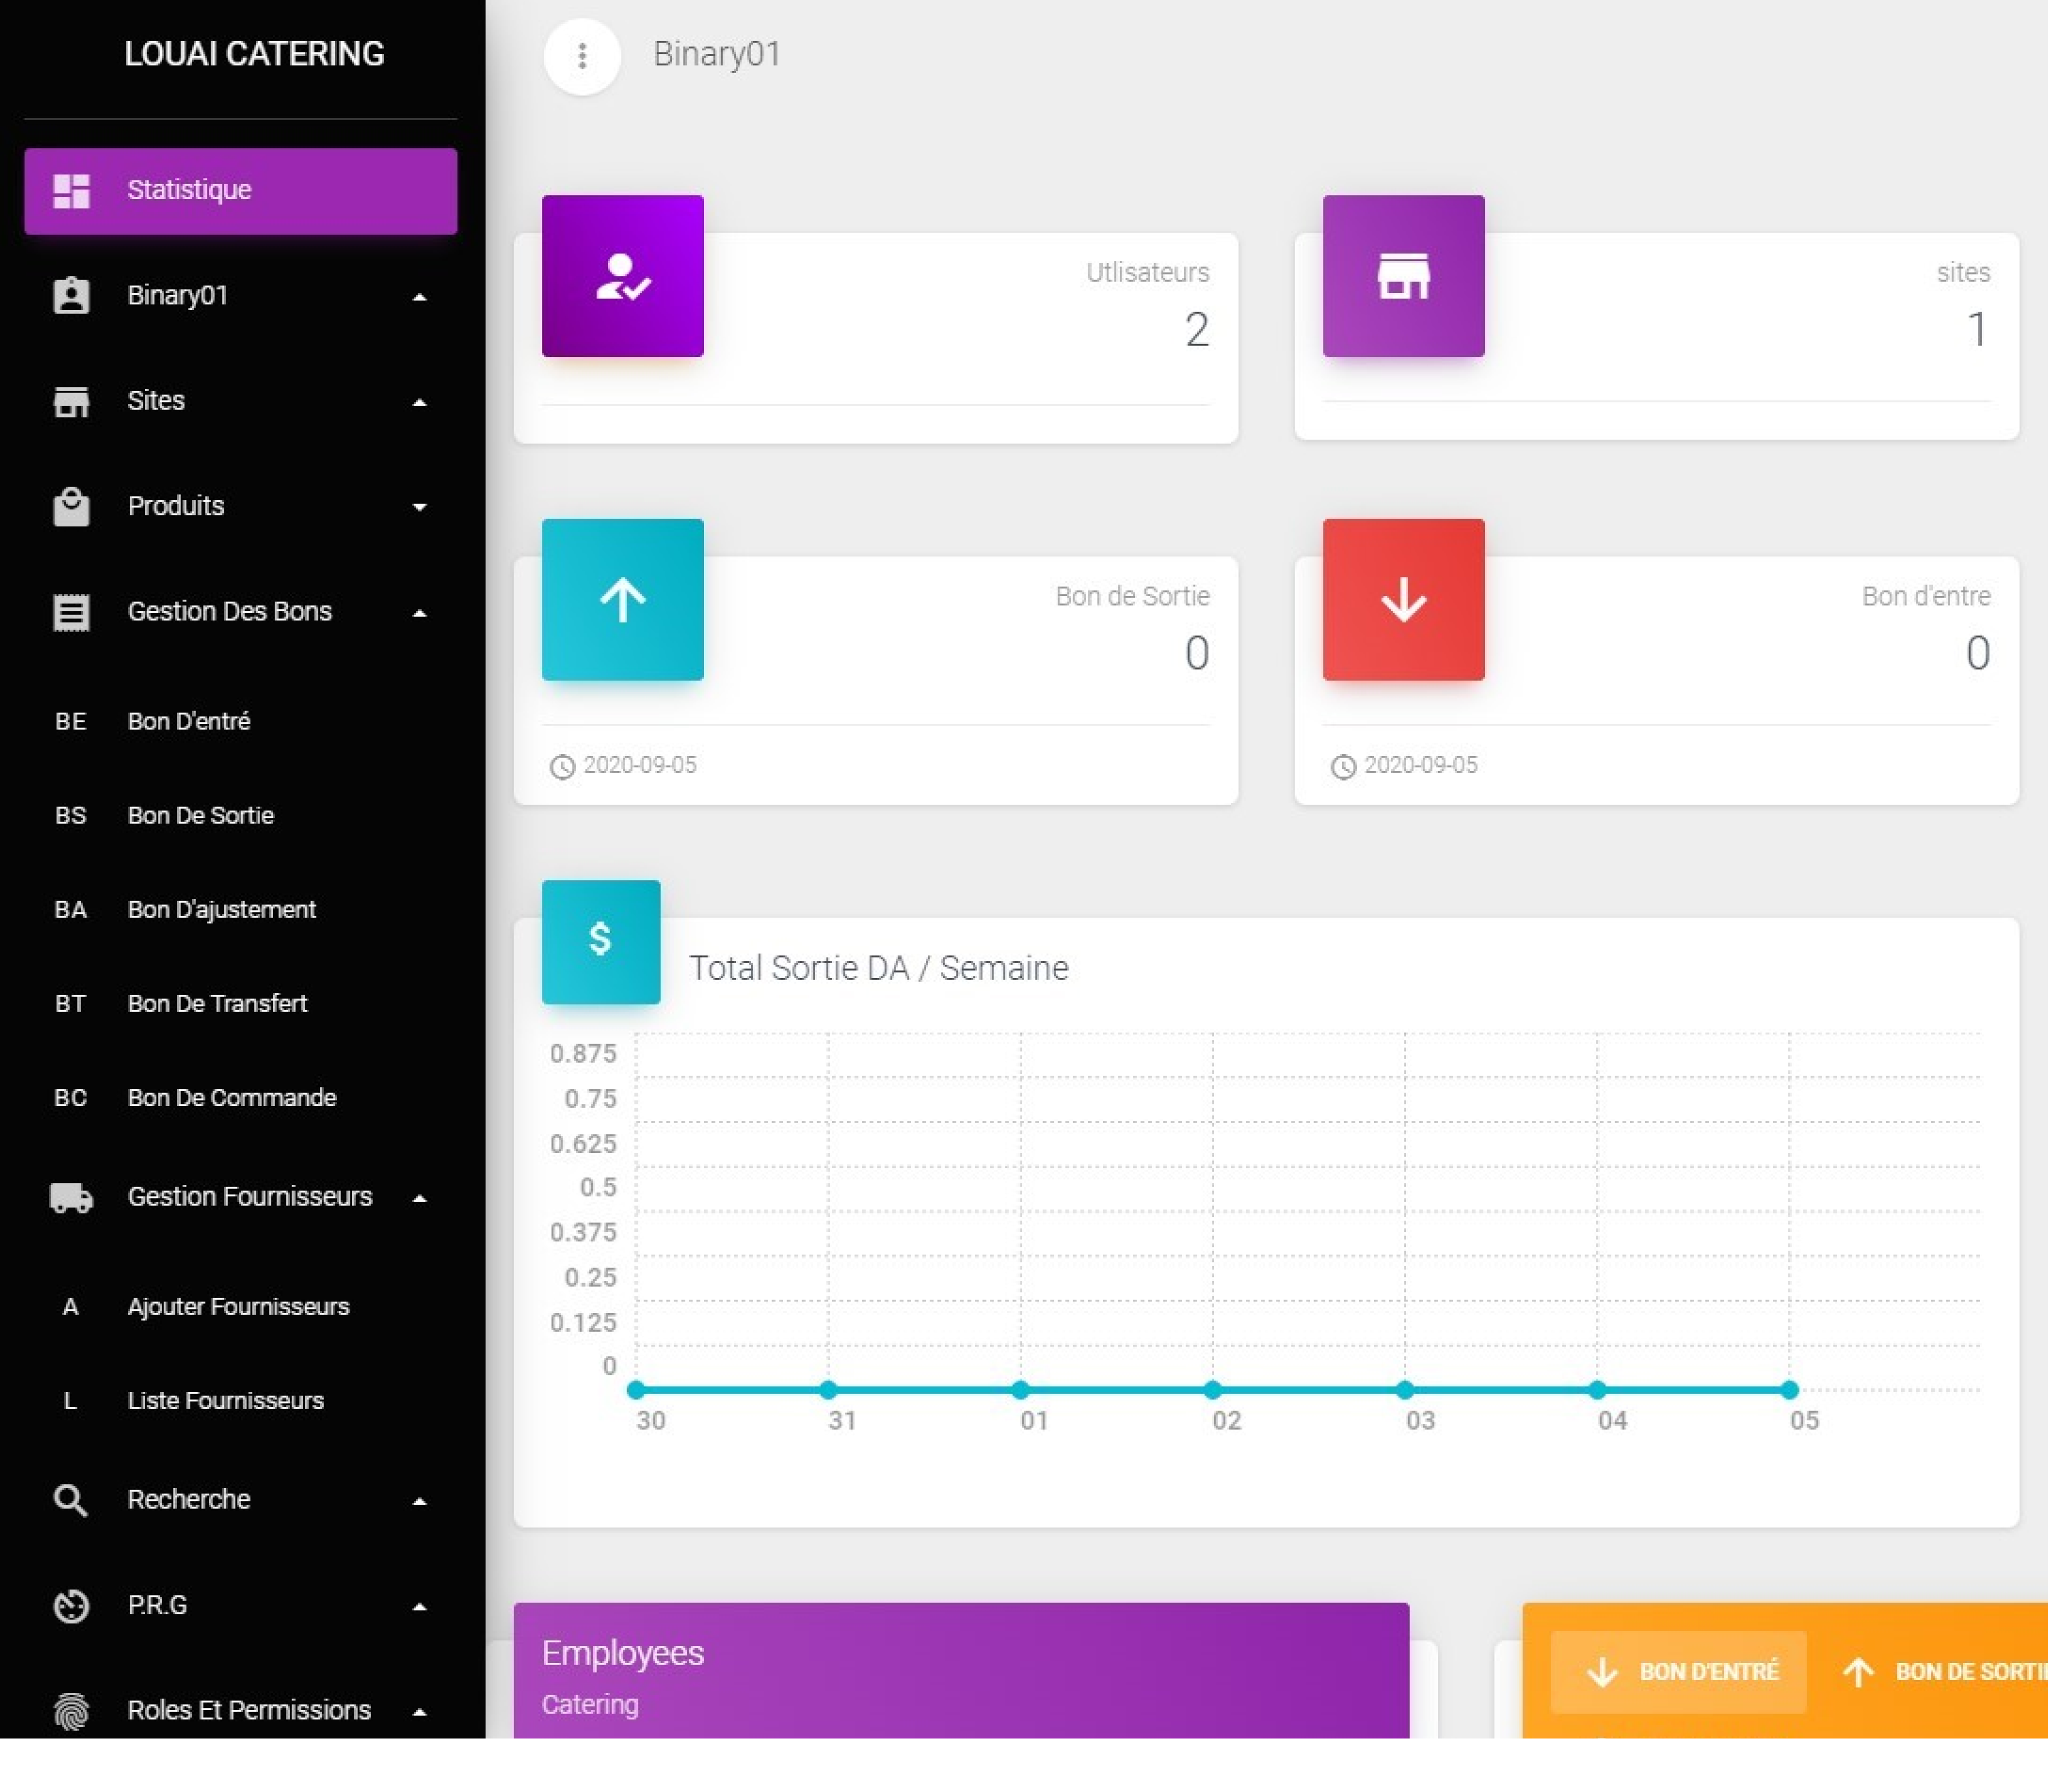 LOUAI CATERING
Statistique
Binary01
Sites
Produits
Gestion Des Bons
BE Bon D'entré
BS Bon De Sortie
BA Bon D'ajustement
BT Bon De Transfert
BC Bon De Commande
Gestion Fournisseurs
A Ajouter Fournisseurs
L Liste Fournisseurs
Recherche
P.R.G
Roles Et Permissions
Binary01
Utlisateurs
2
sites
1
Bon de Sortie
0
2020-09-05
Bon d'entre
0
2020-09-05
$
Total Sortie DA / Semaine
0.875
0.75
0.625
0.5
0.375
0.25
0.125
0
30 31 01 02 03 04 05
Employees
Catering
BON D'ENTRÉ
BON DE SORTIE